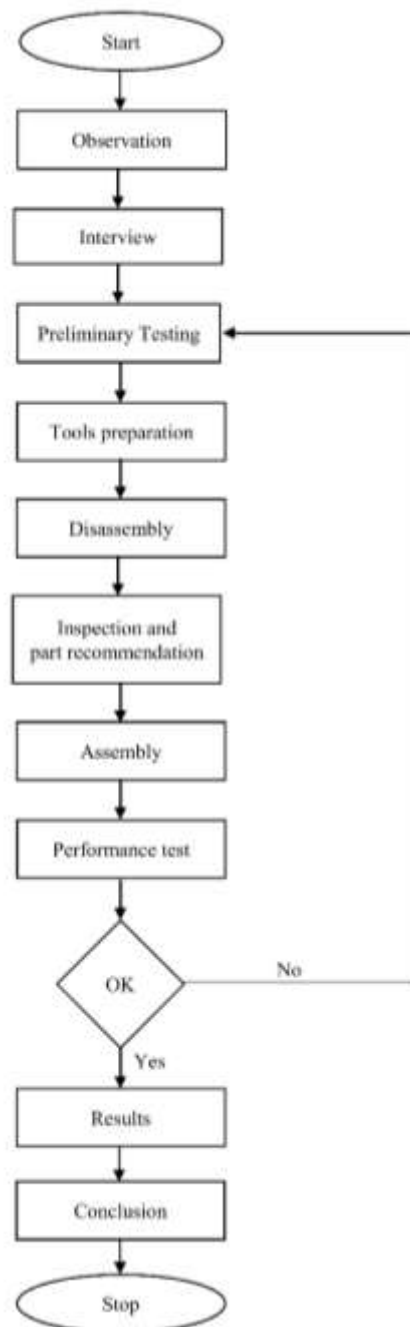 Start
Observation
Interview
Preliminary Testing
Tools preparation
Disassembly
Inspection and
part recommendation
Assembly
Performance test
OK
No
Yes
Results
Conclusion
Stop